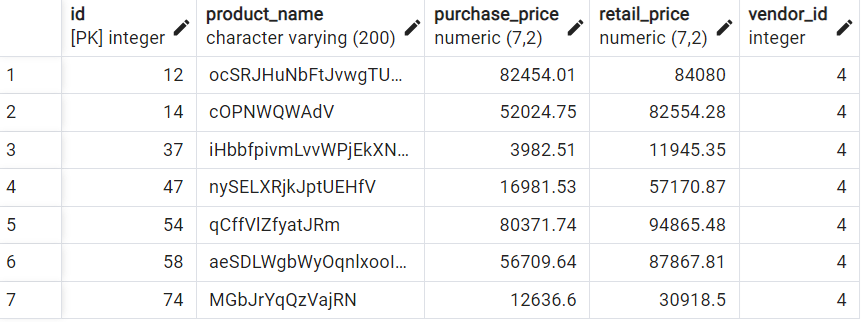 id product_name purchase_price retail_price vendor_id
[PK] integer character varying (200) numeric (7,2) numeric (7,2) integer
1 12 ocSRJHuNbFtJvwgTU... 82454.01 84080 4
2 14 cOPNWQWAdV 52024.75 82554.28 4
3 37 iHbbfpivmLvvWPjEkXN... 3982.51 11945.35 4
4 47 nySELXRjkJptUEHfV 16981.53 57170.87 4
5 54 qCffVlZfyatJRm 80371.74 94865.48 4
6 58 aeSDLWgbWyOqnlxooI... 56709.64 87867.81 4
7 74 MGbJrYqQzVajRN 12636.6 30918.5 4